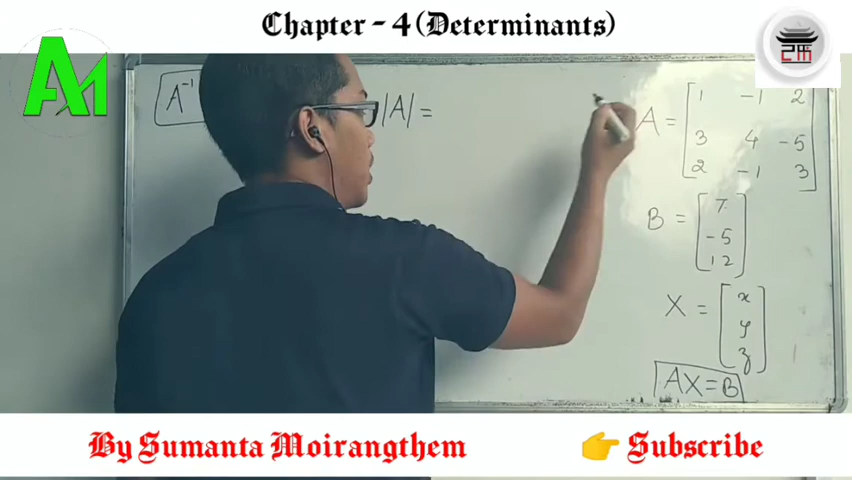 Chapter - 4 (Determinants)
AM
A⁻¹
|A| =
A = [ 1 -1 2
3 4 -5
2 -1 3 ]
B = [ 7
-5
12 ]
X = [ x
y
z ]
AX = B
By Sumanta Moirangthem
👉 Subscribe